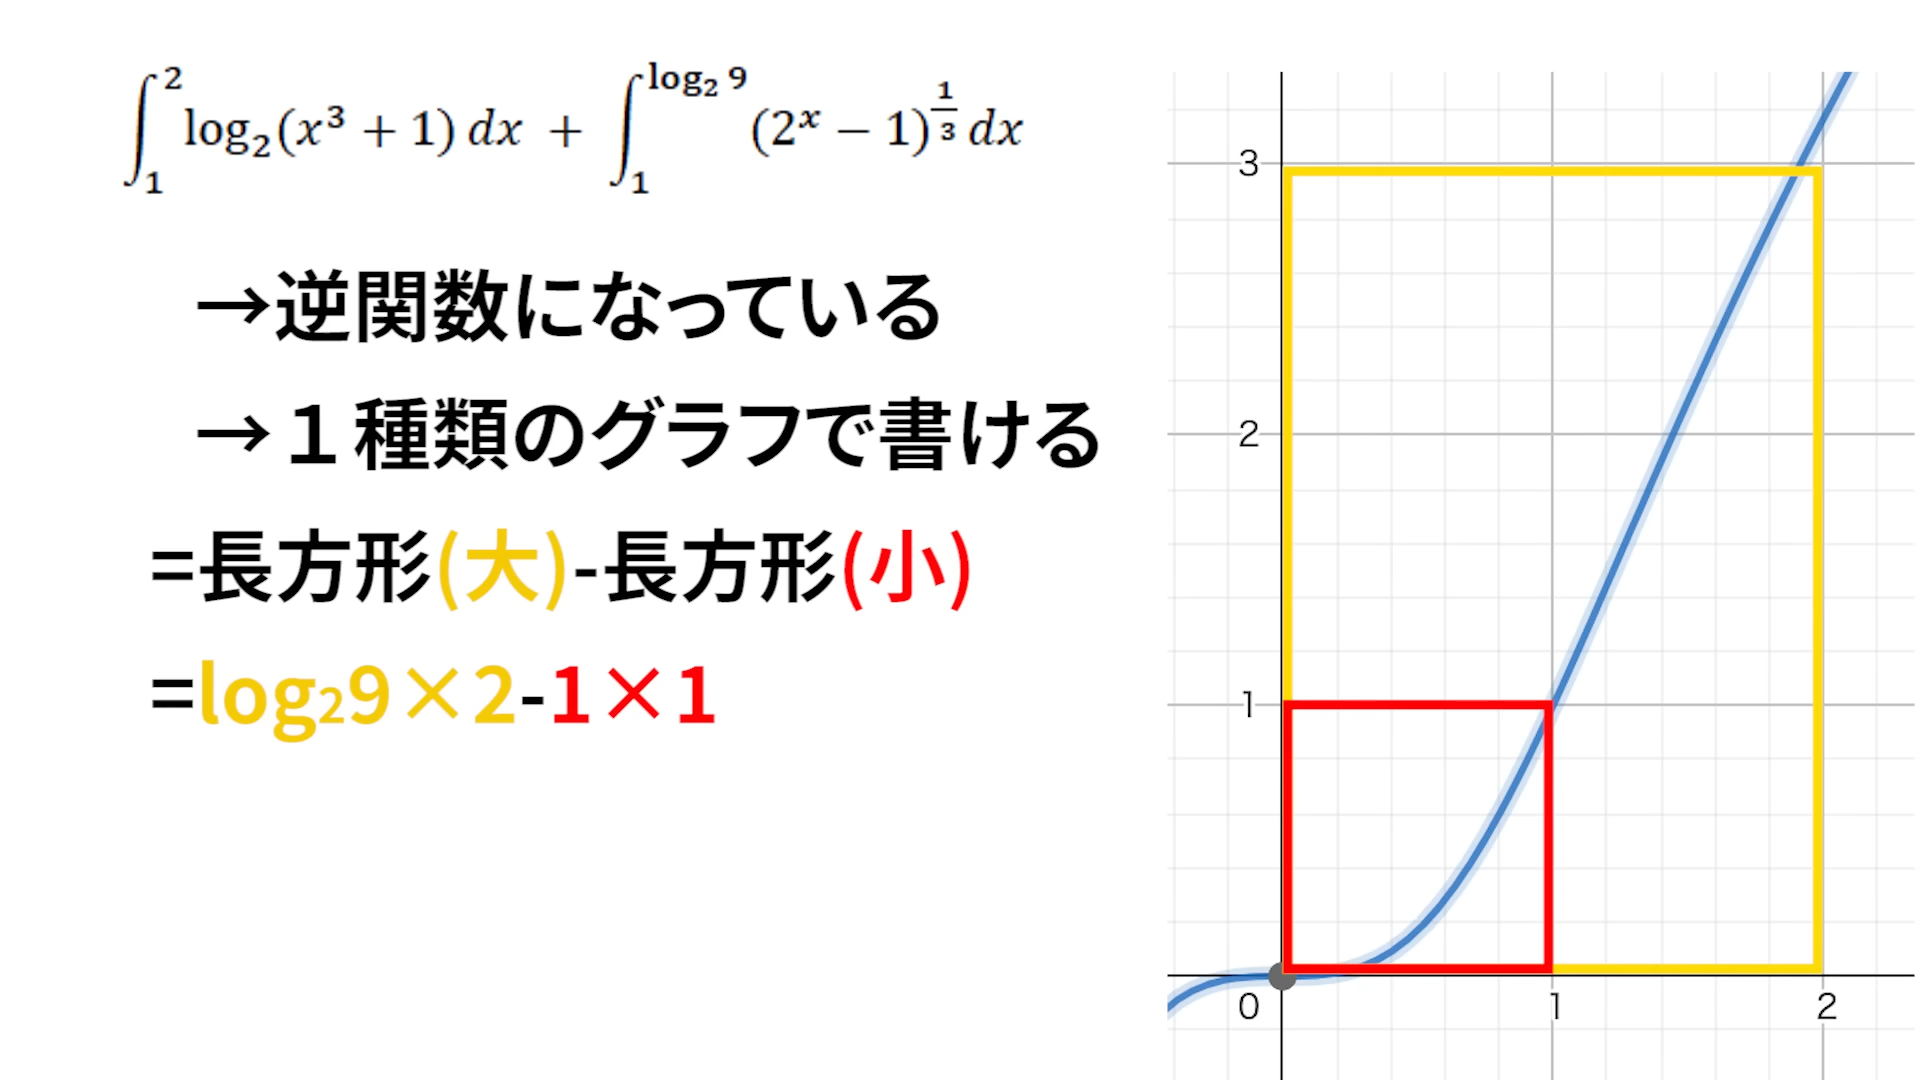 ∫₁² log₂(x³ + 1) dx + ∫₁^{log₂ 9} (2ˣ − 1)^{1/3} dx
→逆関数になっている
→１種類のグラフで書ける
=長方形(大)-長方形(小)
=log₂9×2-1×1
3
2
1
0
1
2